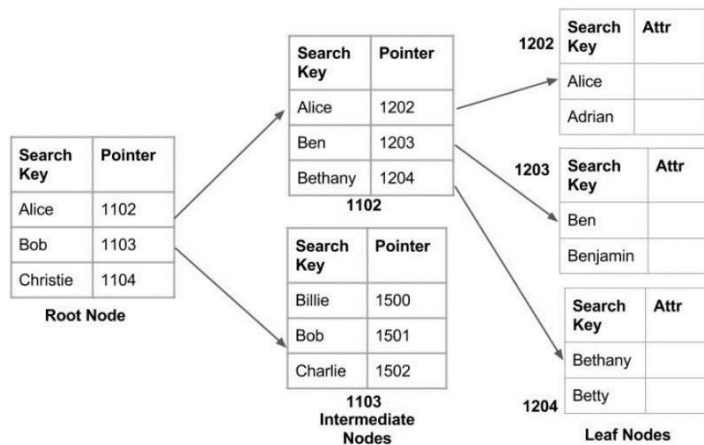 Search Key Pointer
Alice 1102
Bob 1103
Christie 1104
Root Node
Search Key Pointer
Alice 1202
Ben 1203
Bethany 1204
1102
Search Key Pointer
Billie 1500
Bob 1501
Charlie 1502
1103
Intermediate
Nodes
1202
Search Key Attr
Alice
Adrian
1203
Search Key Attr
Ben
Benjamin
Search Key Attr
Bethany
Betty
1204
Leaf Nodes